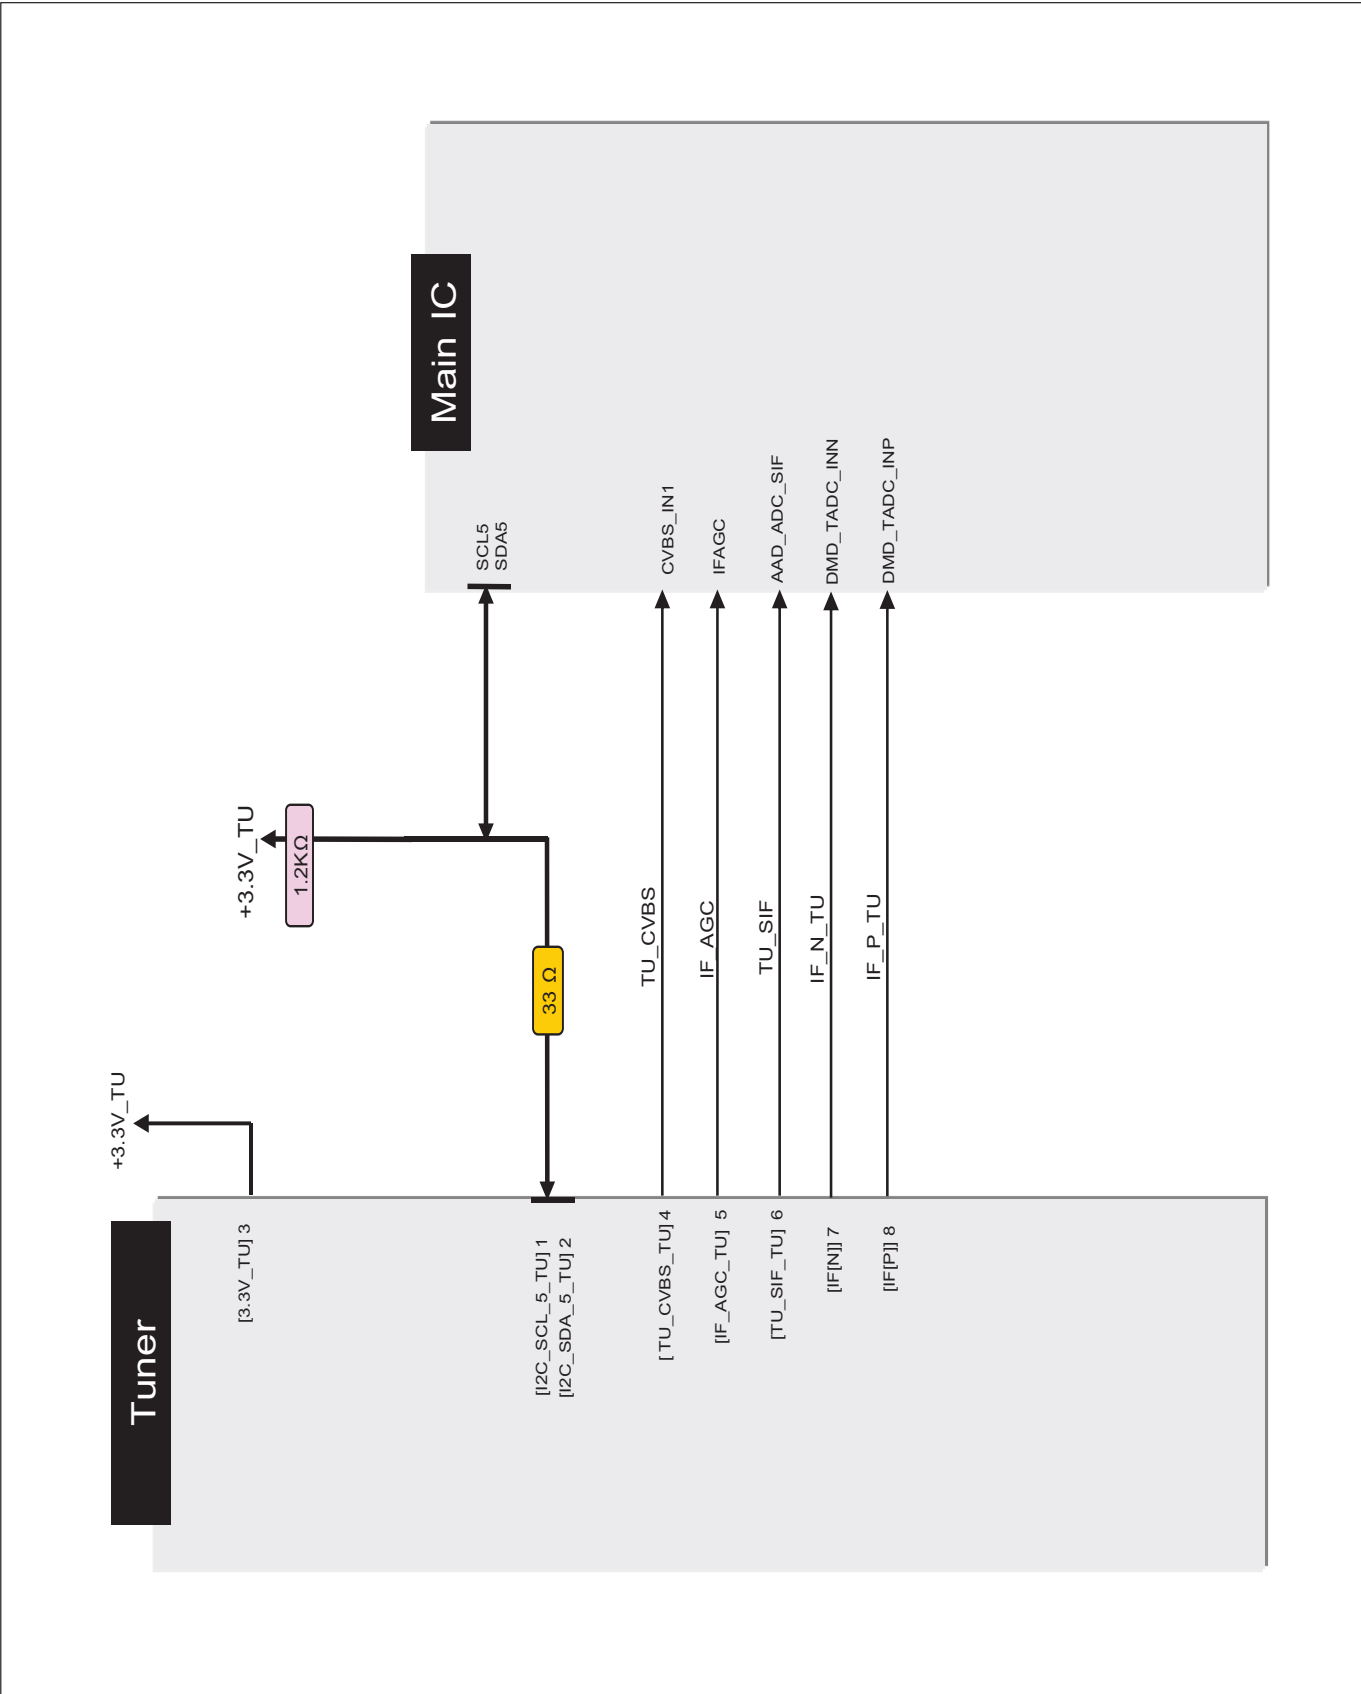 Tuner
+3.3V_TU
[3.3V_TU] 3
[I2C_SCL_5_TU] 1
[I2C_SDA_5_TU] 2
[ TU_CVBS_TU] 4
[IF_AGC_TU] 5
[TU_SIF_TU] 6
[IF[N]] 7
[IF[P]] 8
+3.3V_TU
1.2KΩ
33 Ω
TU_CVBS
IF_AGC
TU_SIF
IF_N_TU
IF_P_TU
Main IC
SCL5
SDA5
CVBS_IN1
IFAGC
AAD_ADC_SIF
DMD_TADC_INN
DMD_TADC_INP